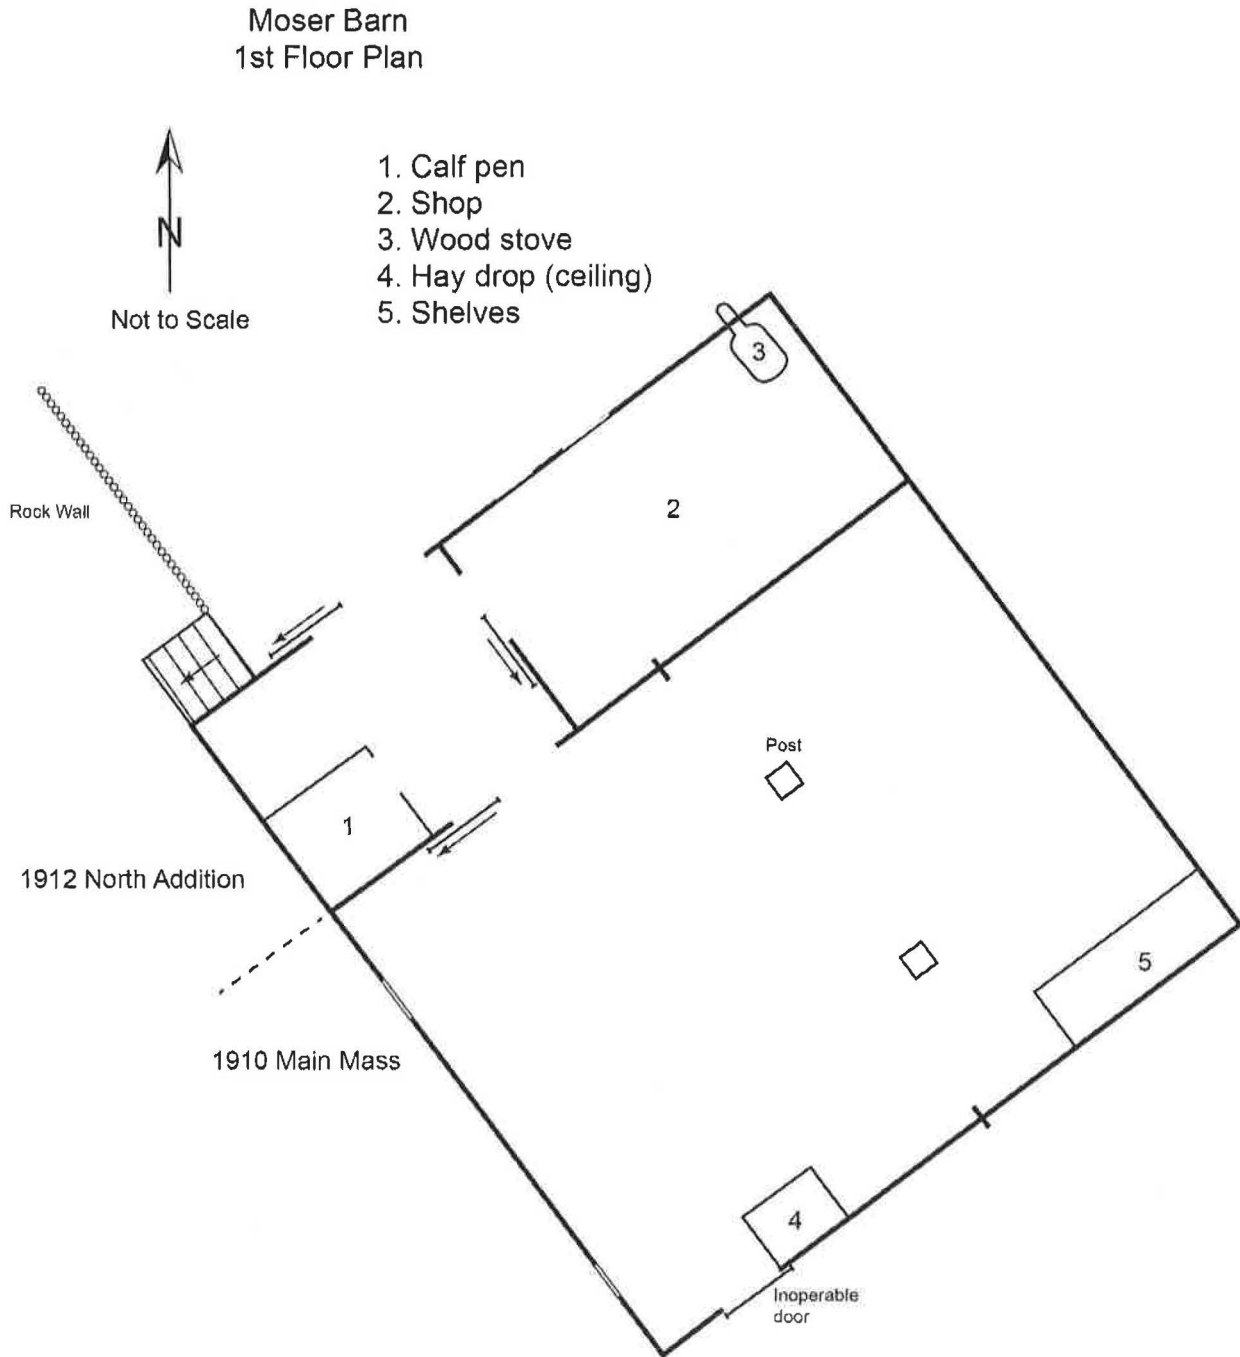 Moser Barn
1st Floor Plan
N
Not to Scale
1. Calf pen
2. Shop
3. Wood stove
4. Hay drop (ceiling)
5. Shelves
3
Rock Wall
2
Post
1
1912 North Addition
5
1910 Main Mass
4
Inoperable
door